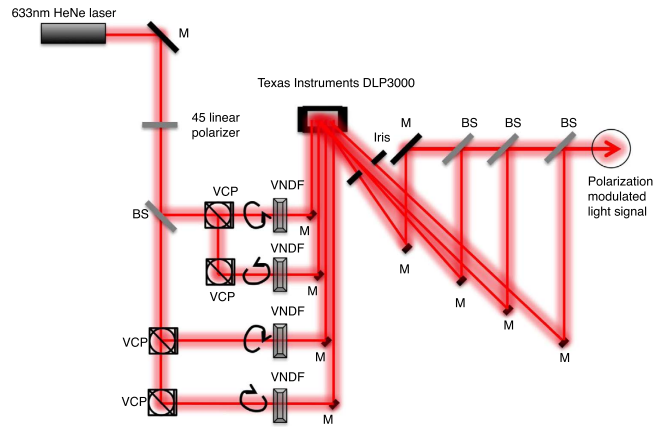 633nm HeNe laser
M
Texas Instruments DLP3000
45 linear
polarizer
Iris
M
BS
BS
BS
VCP
VNDF
BS
M
Polarization
modulated
light signal
VNDF
VCP
M
M
M
M
M
VNDF
VCP
M
VNDF
VCP
M